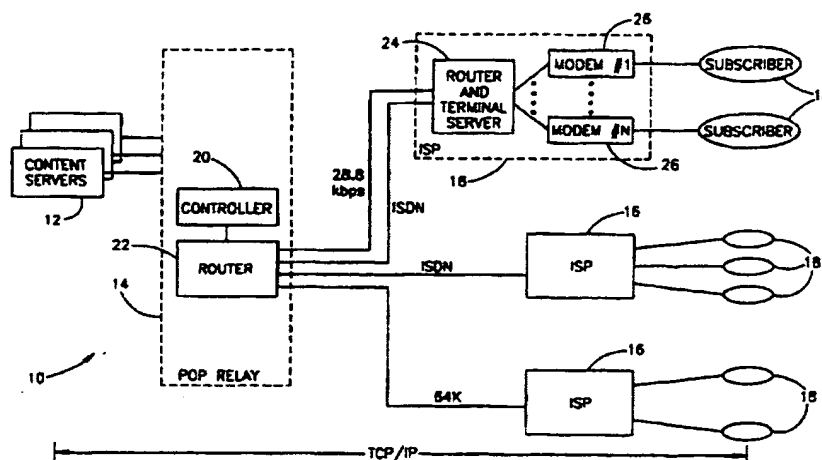 26
24
MODEM #1
SUBSCRIBER
ROUTER
AND
TERMINAL
SERVER
MODEM #N
SUBSCRIBER
ISP
26
16
28.8
kbps
ISDN
CONTENT
SERVERS
12
20
CONTROLLER
22
ROUTER
14
POP RELAY
10
16
ISDN
ISP
18
16
64K
ISP
18
TCP/IP